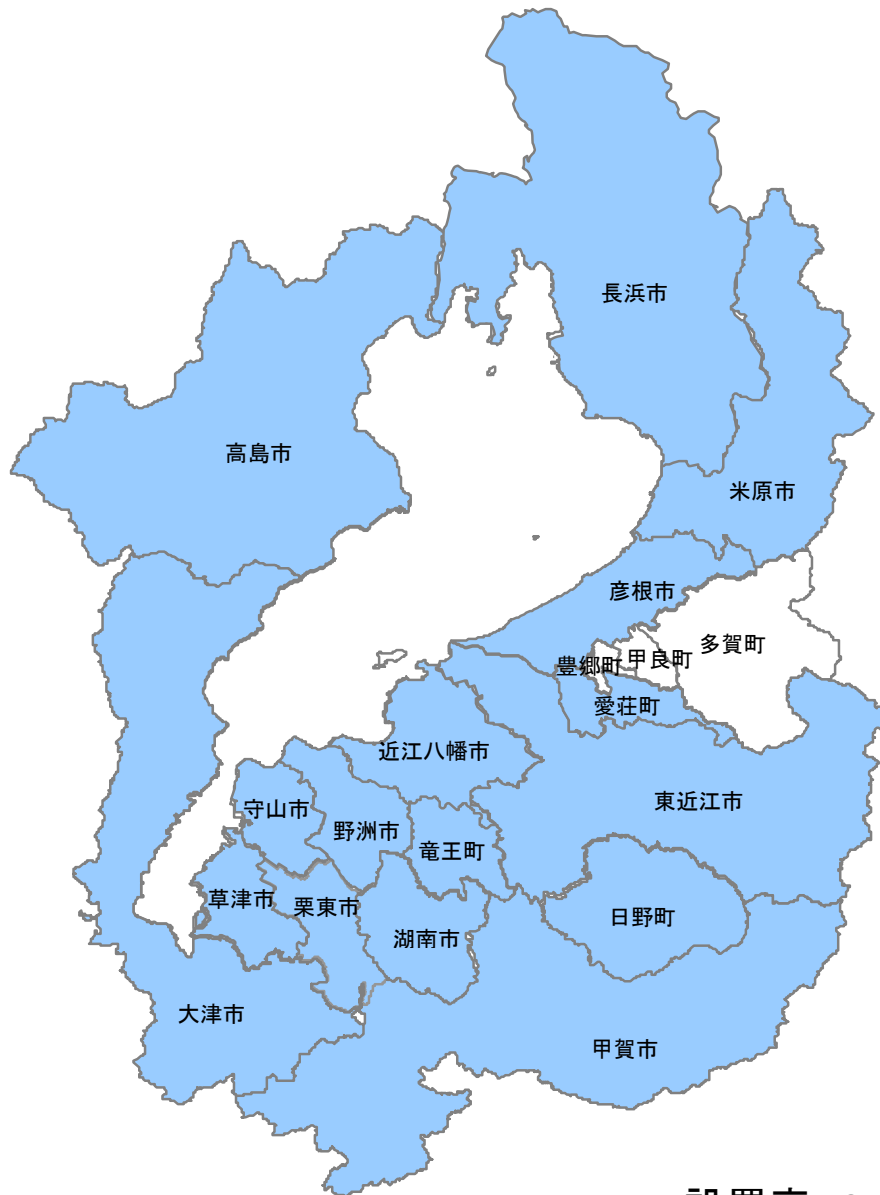 長浜市
高島市
米原市
彦根市
多賀町
甲良町
豊郷町
愛荘町
近江八幡市
東近江市
守山市
野洲市
竜王町
草津市
栗東市
日野町
湖南市
大津市
甲賀市